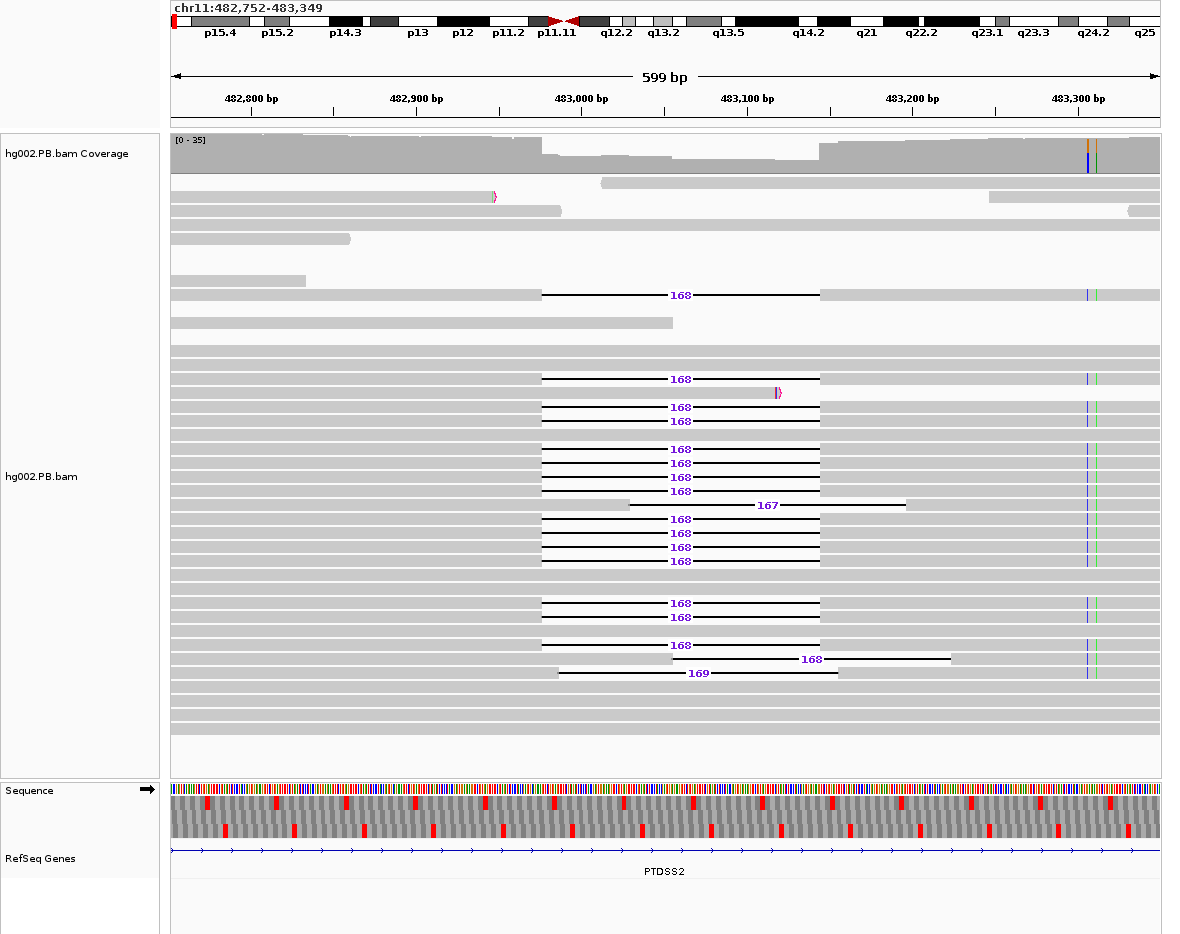 chr11:482,752-483,349
p15.4 p15.2 p14.3 p13 p12 p11.2 p11.11 q12.2 q13.2 q13.5 q14.2 q21 q22.2 q23.1 q23.3 q24.2 q25
599 bp
482,800 bp 482,900 bp 483,000 bp 483,100 bp 483,200 bp 483,300 bp
[0 - 35]
hg002.PB.bam Coverage
168
168
168
168
168
168
hg002.PB.bam
168
168
167
168
168
168
168
168
168
168
168
169
Sequence
RefSeq Genes
PTDSS2